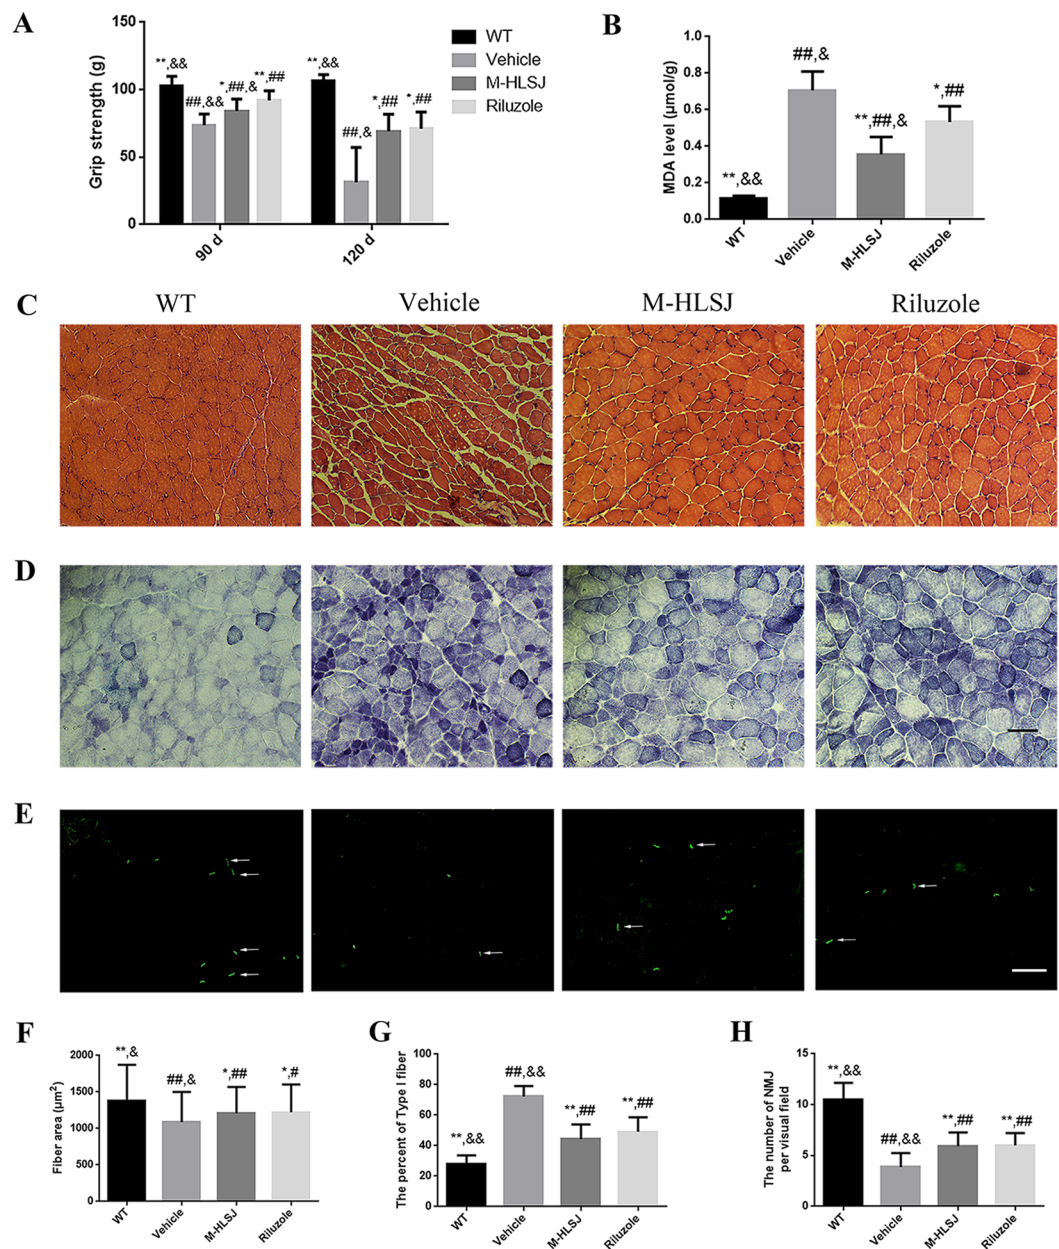 A
Grip strength (g)
150
100
50
0
**,&&
##,&&
*,##,&
**,##
**,&&
##,&
*,##
*,##
90 d
120 d
WT
Vehicle
M-HLSJ
Riluzole
B
MDA level (μmol/g)
1.0
0.8
0.6
0.4
0.2
0.0
**,&&
##,&
**,##,&
*,##
WT
Vehicle
M-HLSJ
Riluzole
C
WT
Vehicle
M-HLSJ
Riluzole
D
E
F
Fiber area (μm²)
2000
1500
1000
500
0
**,&
##,&
*,##
*,#
WT
Vehicle
M-HLSJ
Riluzole
G
The percent of Type I fiber
100
80
60
40
20
0
**,&&
##,&&
**,##
**,##
WT
Vehicle
M-HLSJ
Riluzole
H
The number of NMJ
per visual field
15
10
5
0
**,&&
##,&&
**,##
**,##
WT
Vehicle
M-HLSJ
Riluzole